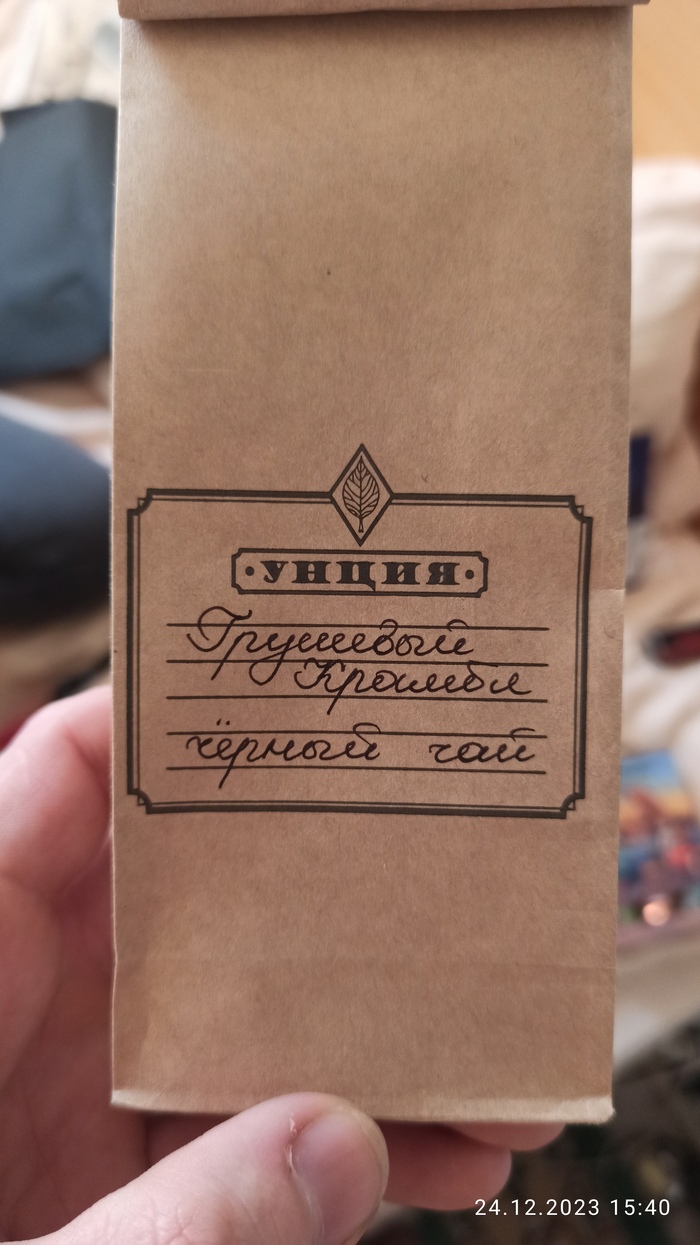 УНЦИЯ
Грушевый
Крамбл
чёрный чай
24.12.2023 15:40